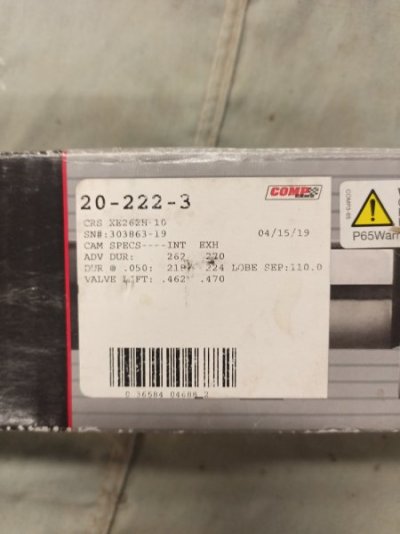 COMP
CAMS
20-222-3
CRS XE262H-10
SN#:303863-19 04/15/19
CAM SPECS----INT EXH
ADV DUR: 262 270
DUR @ .050: 224 LOBE SEP:110.0
VALVE LIFT: .462 .470
0 36584 04688 2
P65Warn